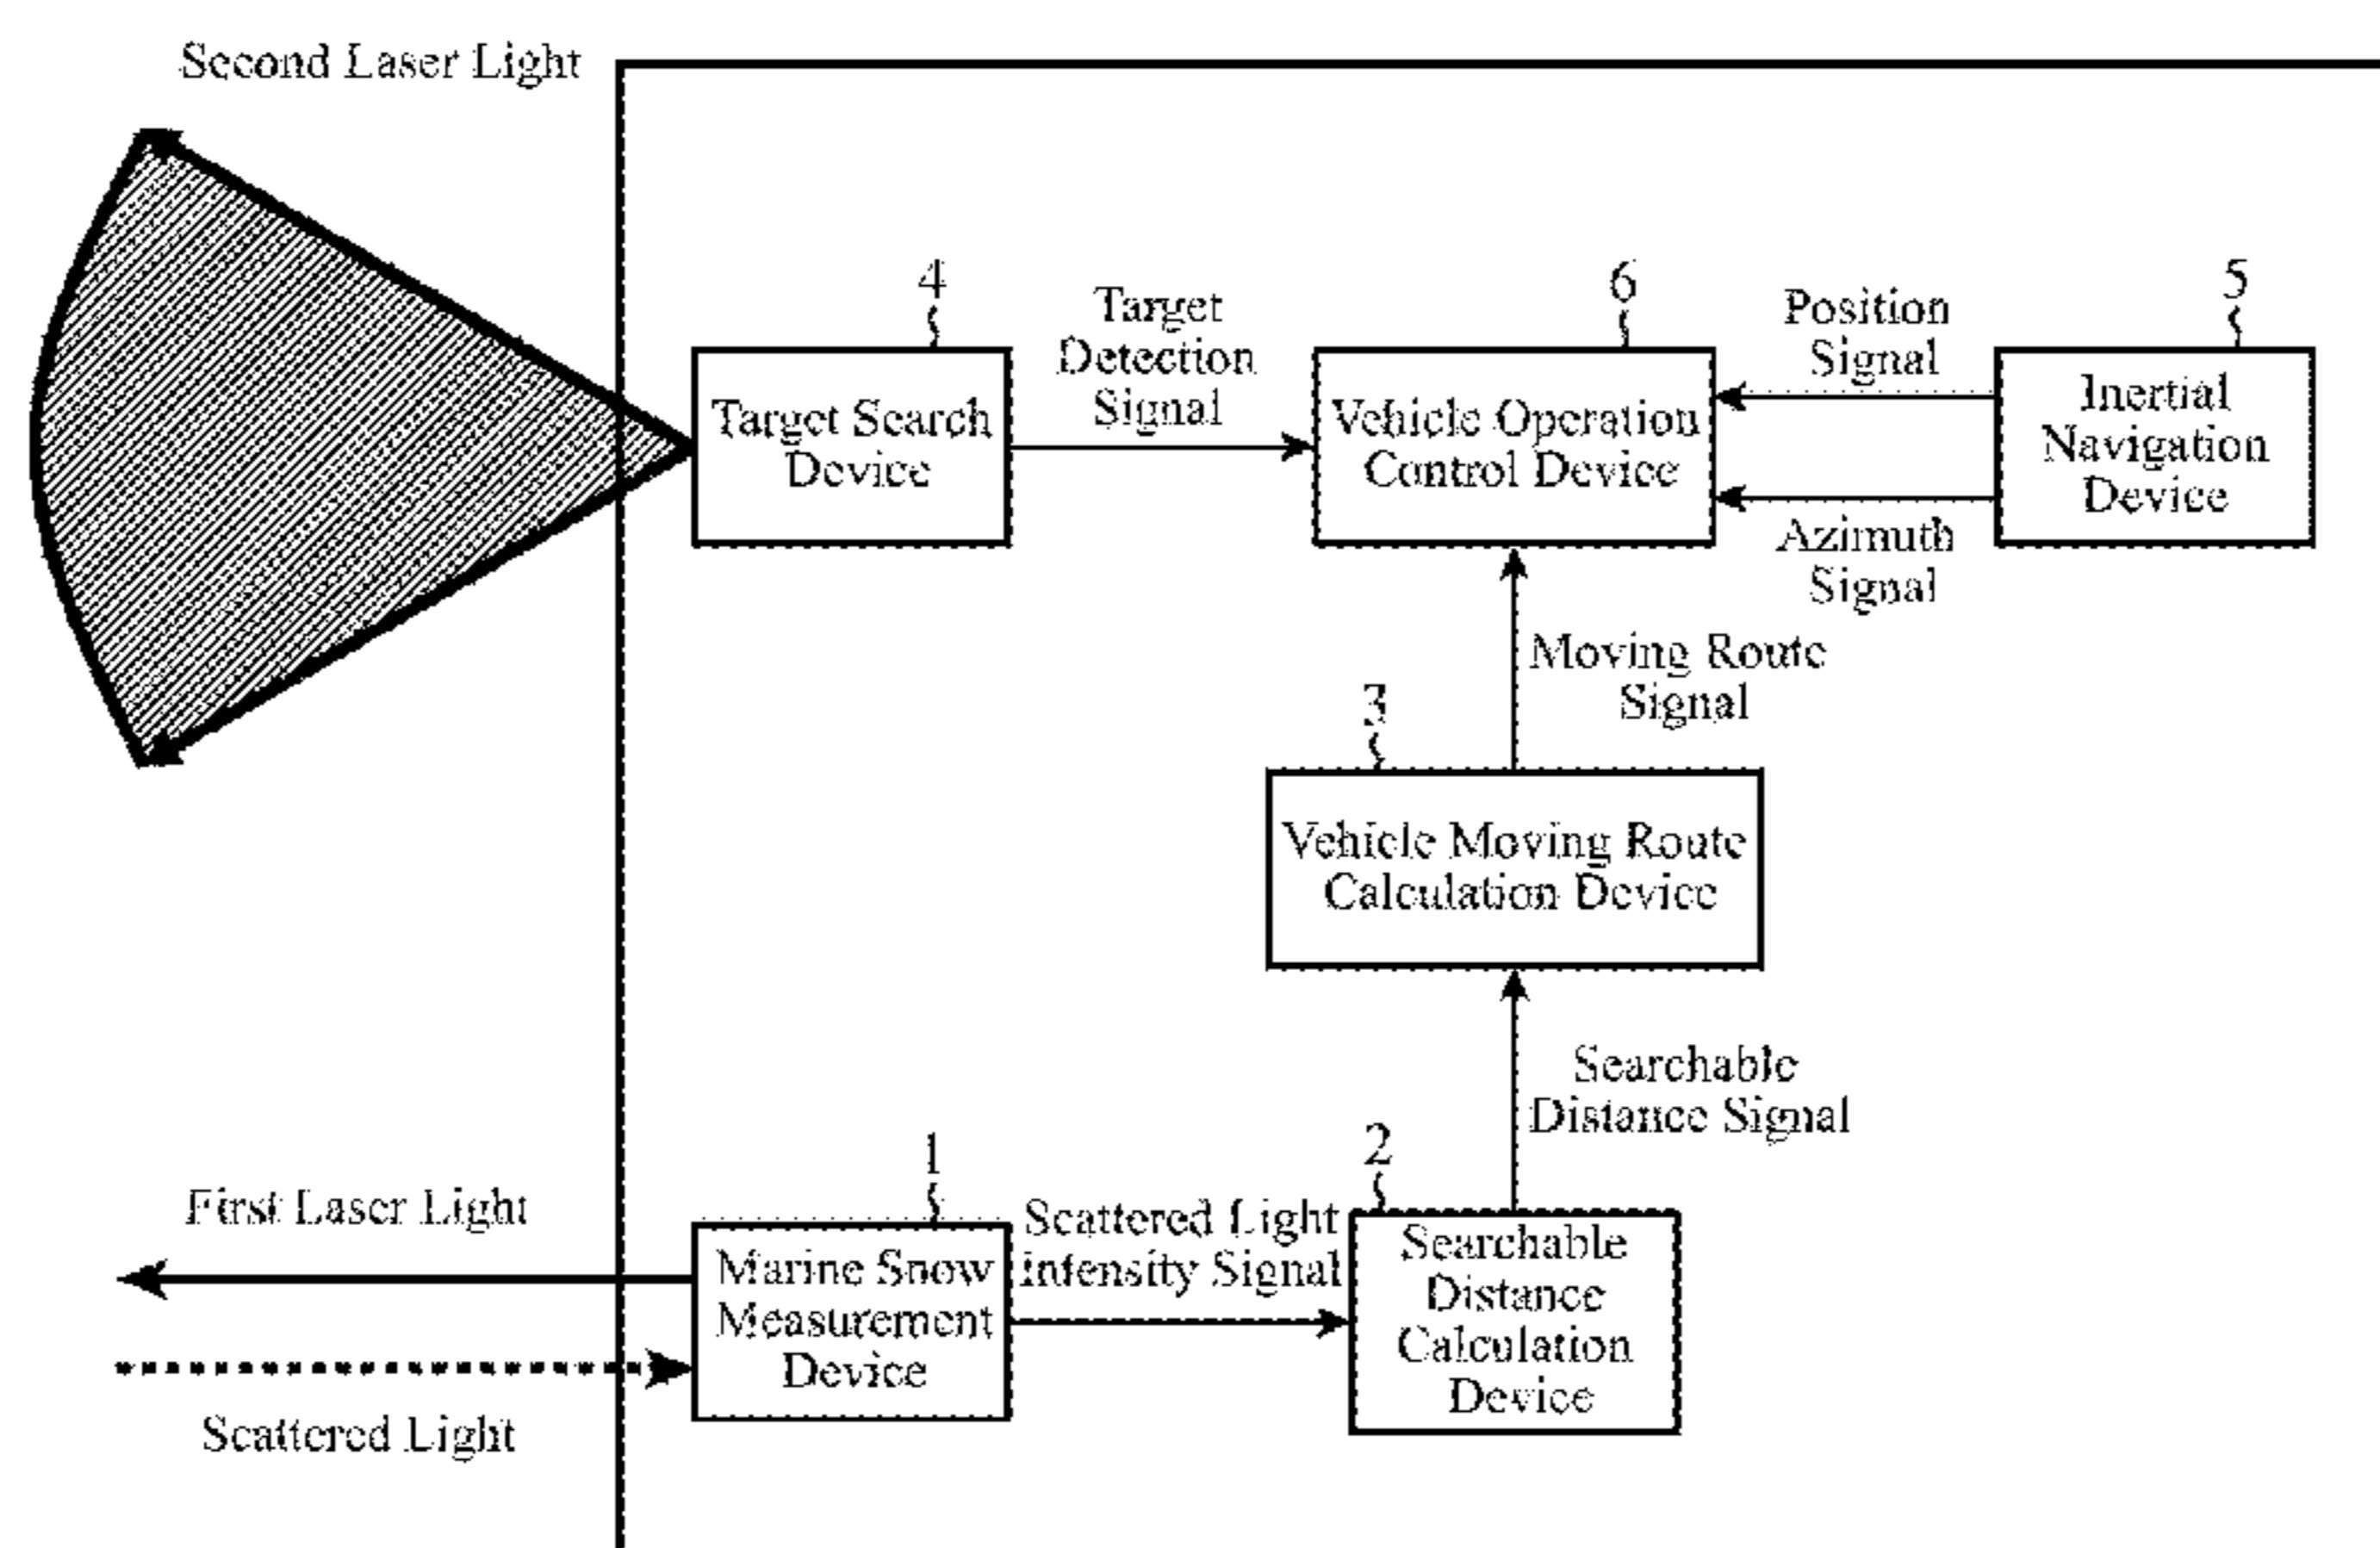 Second Laser Light
4
Target
Detection
Signal
6
Position
Signal
5
Target Search
Device
Vehicle Operation
Control Device
Inertial
Navigation
Device
Azimuth
Signal
Moving Route
Signal
3
Vehicle Moving Route
Calculation Device
Searchable
Distance Signal
First Laser Light
1
Scattered Light
Intensity Signal
2
Marine Snow
Measurement
Device
Searchable
Distance
Calculation
Device
Scattered Light